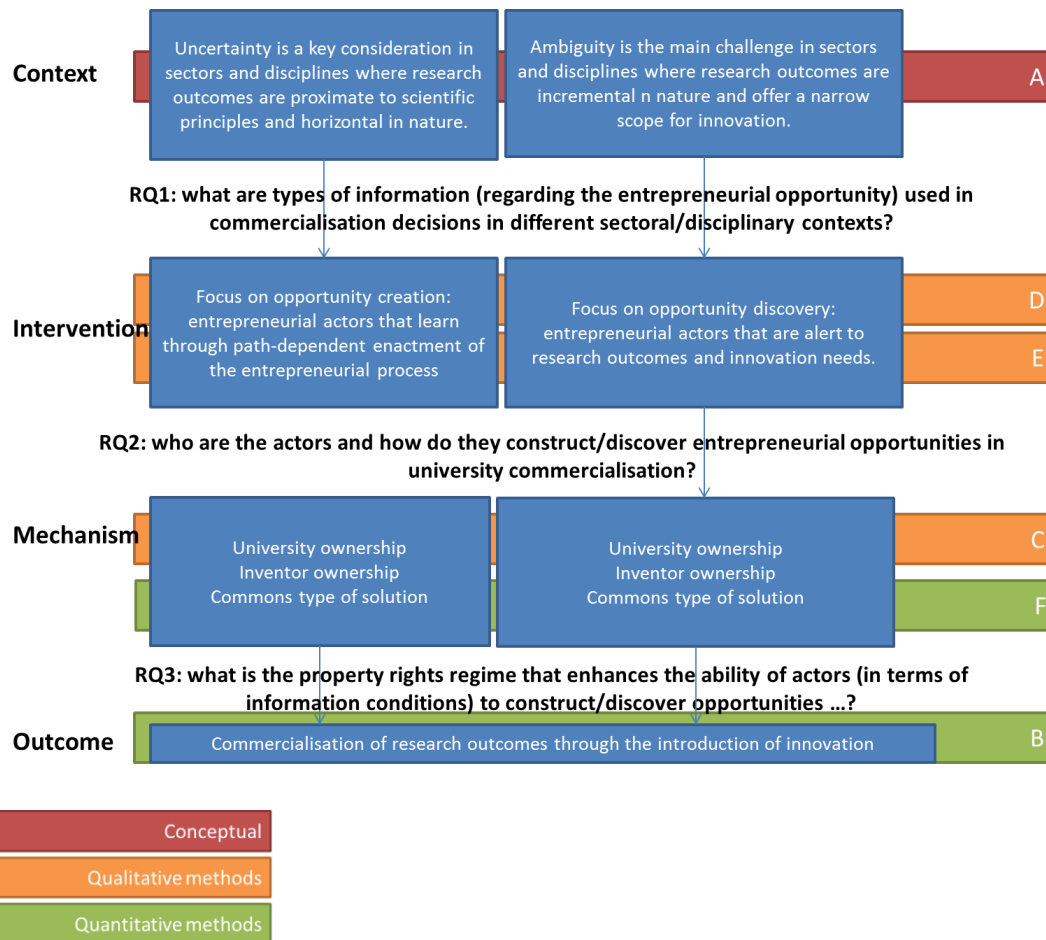 Context
Uncertainty is a key consideration in
sectors and disciplines where research
outcomes are proximate to scientific
principles and horizontal in nature.
Ambiguity is the main challenge in sectors
and disciplines where research outcomes are
incremental n nature and offer a narrow
scope for innovation.
A
RQ1: what are types of information (regarding the entrepreneurial opportunity) used in
commercialisation decisions in different sectoral/disciplinary contexts?
Intervention
Focus on opportunity creation:
entrepreneurial actors that learn
through path-dependent enactment of
the entrepreneurial process
Focus on opportunity discovery:
entrepreneurial actors that are alert to
research outcomes and innovation needs.
D
E
RQ2: who are the actors and how do they construct/discover entrepreneurial opportunities in
university commercialisation?
Mechanism
University ownership
Inventor ownership
Commons type of solution
University ownership
Inventor ownership
Commons type of solution
C
F
RQ3: what is the property rights regime that enhances the ability of actors (in terms of
information conditions) to construct/discover opportunities ...?
Outcome
Commercialisation of research outcomes through the introduction of innovation
B
Conceptual
Qualitative methods
Quantitative methods